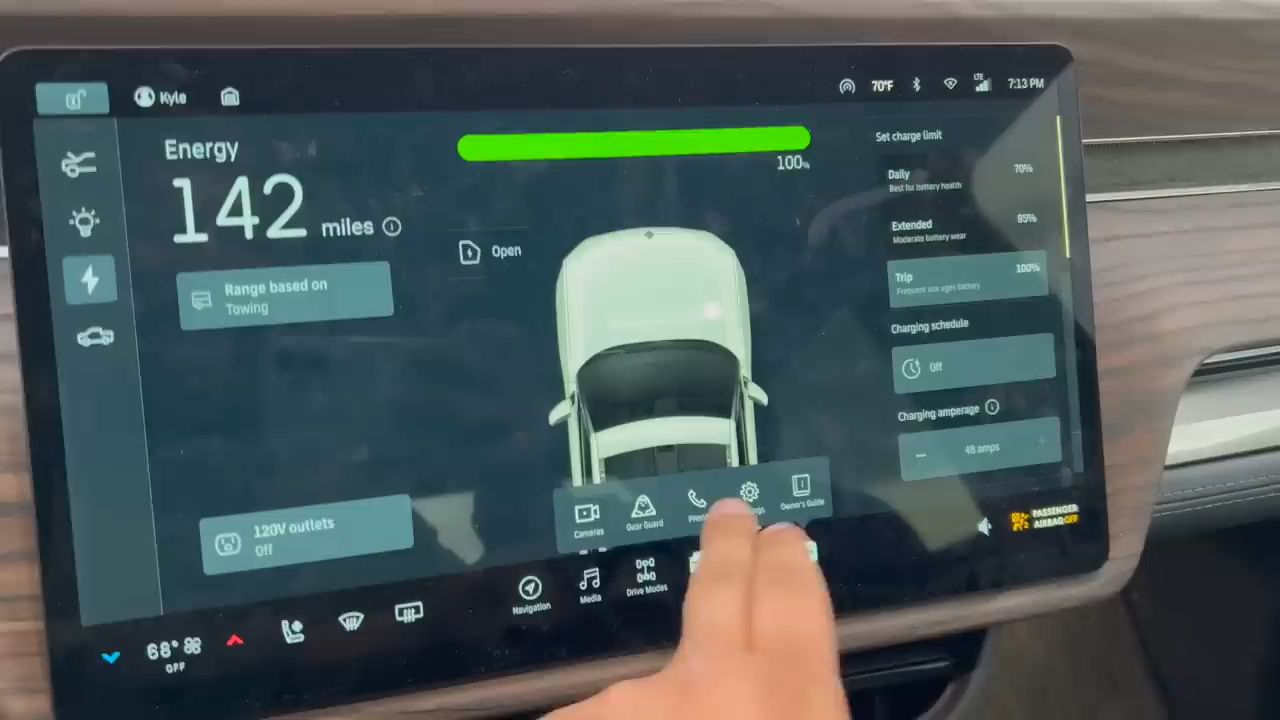 Kyle
70°F
LTE
7:13 PM
Energy
142 miles
Range based on
Towing
100%
Open
Set charge limit
Daily
70%
Best for battery health
Extended
85%
Moderate battery wear
Trip
100%
Frequent use ages battery
Charging schedule
Off
Charging amperage
48 amps
120V outlets
Off
Cameras
Gear Guard
Owner's Guide
Navigation
Media
Drive Modes
68°
OFF
PASSENGER
AIRBAG OFF